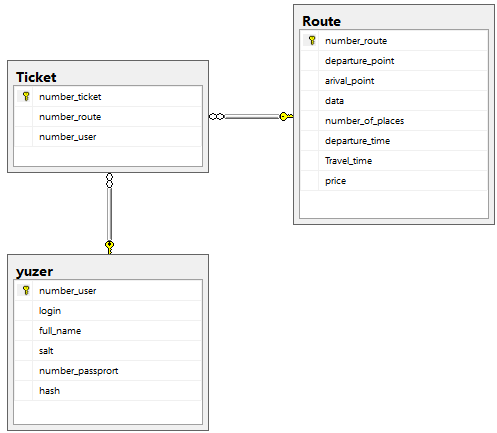 Ticket
number_ticket
number_route
number_user
Route
number_route
departure_point
arival_point
data
number_of_places
departure_time
Travel_time
price
yuzer
number_user
login
full_name
salt
number_passprort
hash